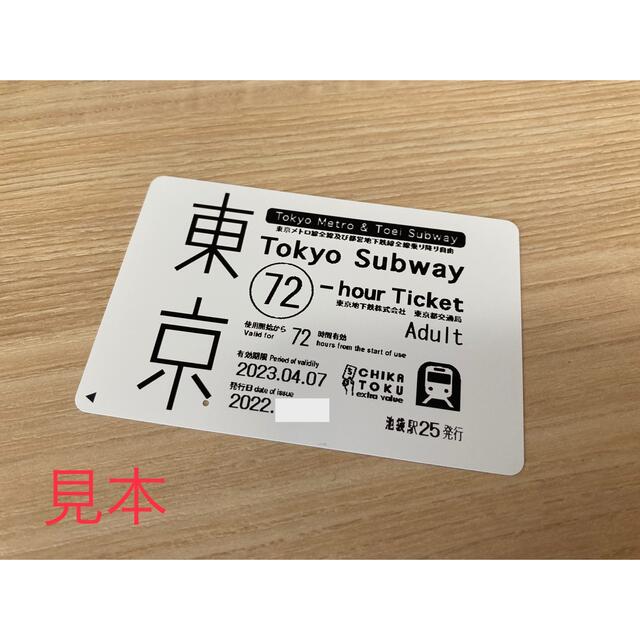 東京
Tokyo Metro & Toei Subway
東京メトロ線全線及び都営地下鉄線全線乗り降り自由
Tokyo Subway
72-hour Ticket
東京地下鉄株式会社 東京都交通局
Adult
使用開始から 72 時間有効
Valid for 72 hours from the start of use
有効期限 Period of validity
2023.04.07
発行日 date of issue
2022.
CHIKA
TOKU
extra value
池袋駅25発行
見本